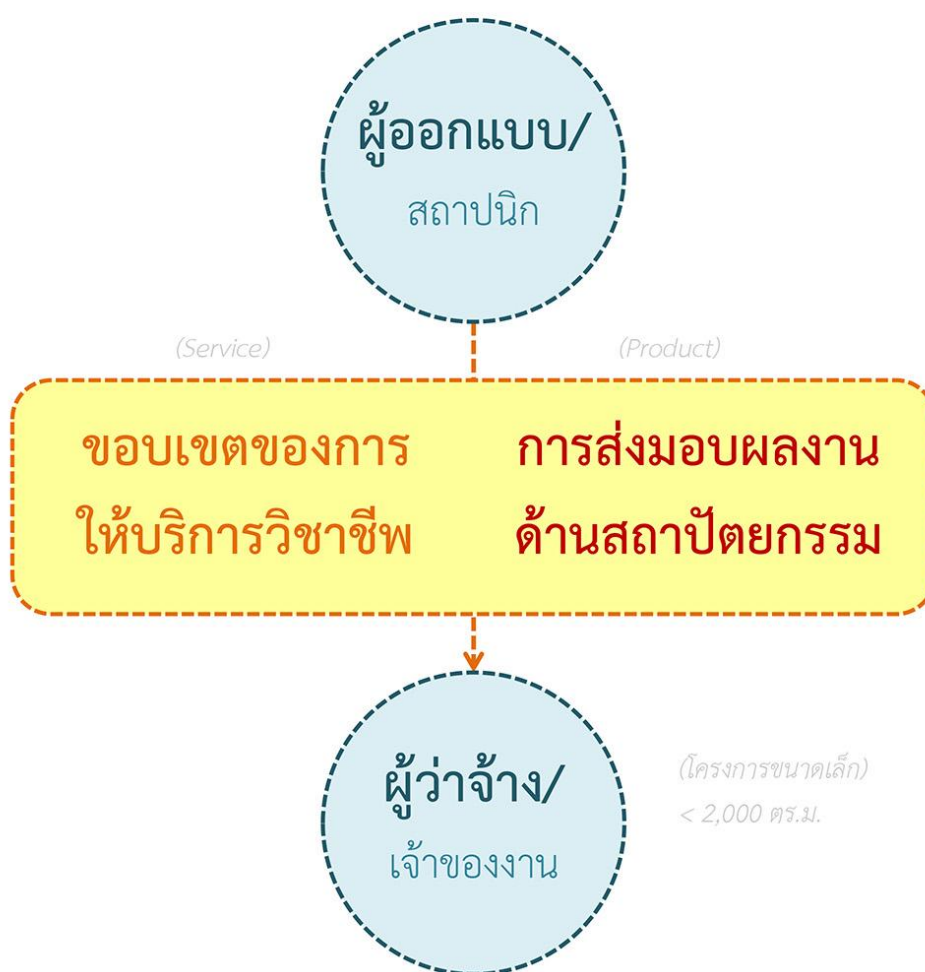 ผู้ออกแบบ/
สถาปนิก
(Service)
(Product)
ขอบเขตของการ
ให้บริการวิชาชีพ
การส่งมอบผลงาน
ด้านสถาปัตยกรรม
ผู้ว่าจ้าง/
เจ้าของงาน
(โครงการขนาดเล็ก)
< 2,000 ตร.ม.